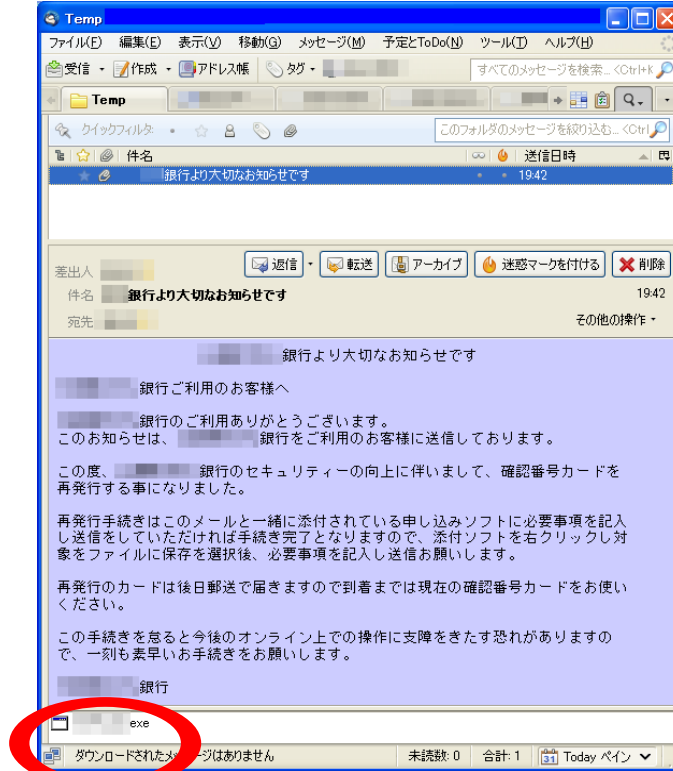 Temp
ファイル(F) 編集(E) 表示(V) 移動(G) メッセージ(M) 予定とToDo(N) ツール(T) ヘルプ(H)
受信 作成 アドレス帳 タグ すべてのメッセージを検索... <Ctrl+K
Temp
クイックフィルタ: このフォルダのメッセージを絞り込む... <Ctrl
件名 送信日時
銀行より大切なお知らせです 19:42
差出人 返信 転送 アーカイブ 迷惑マークを付ける 削除
件名 銀行より大切なお知らせです 19:42
宛先 その他の操作
銀行より大切なお知らせです
銀行ご利用のお客様へ
銀行のご利用ありがとうございます。
このお知らせは、 銀行をご利用のお客様に送信しております。
この度、 銀行のセキュリティーの向上に伴いまして、確認番号カードを
再発行する事になりました。
再発行手続きはこのメールと一緒に添付されている申し込みソフトに必要事項を記入
し送信をしていただければ手続き完了となりますので、添付ソフトを右クリックし対
象をファイルに保存を選択後、必要事項を記入し送信お願いします。
再発行のカードは後日郵送で届きますので到着までは現在の確認番号カードをお使い
ください。
この手続きを怠ると今後のオンライン上での操作に支障をきたす恐れがありますの
で、一刻も素早いお手続きをお願いします。
銀行
exe
ダウンロードされたメッセージはありません 未読数: 0 合計: 1 31 Today ペイン